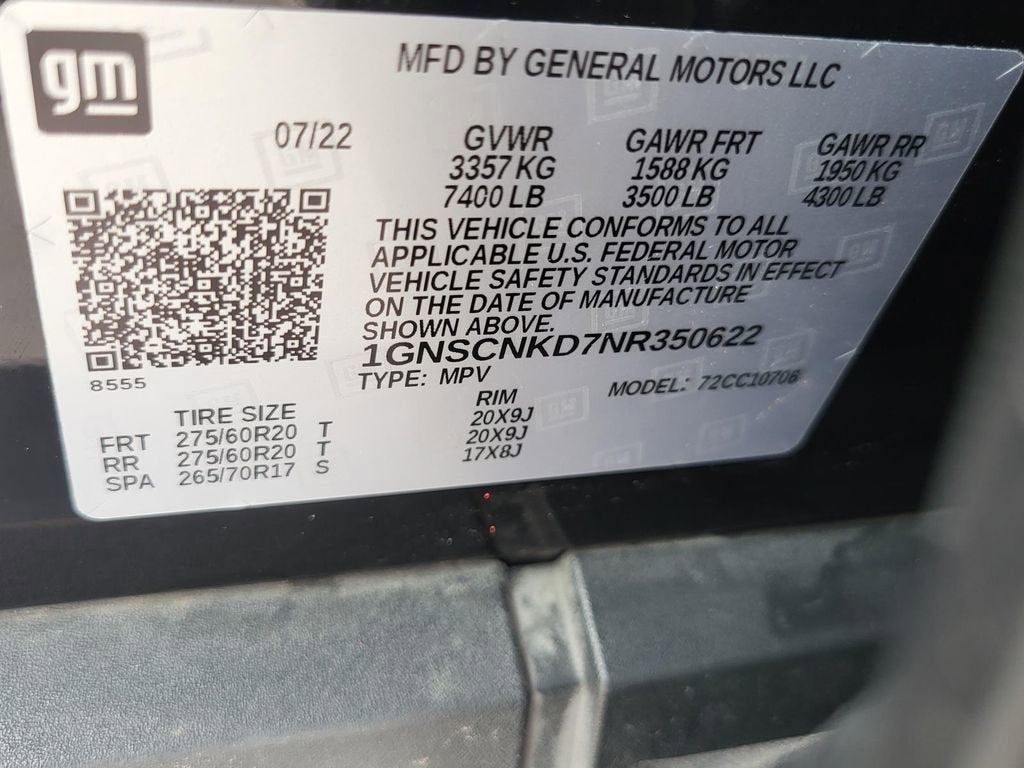 gm
MFD BY GENERAL MOTORS LLC
07/22 GVWR GAWR FRT GAWR RR
3357 KG 1588 KG 1950 KG
7400 LB 3500 LB 4300 LB
THIS VEHICLE CONFORMS TO ALL
APPLICABLE U.S. FEDERAL MOTOR
VEHICLE SAFETY STANDARDS IN EFFECT
ON THE DATE OF MANUFACTURE
SHOWN ABOVE.
1GNSCNKD7NR350622
8555 TYPE: MPV MODEL: 72CC10706
TIRE SIZE RIM
FRT 275/60R20 T 20X9J
RR 275/60R20 T 20X9J
SPA 265/70R17 S 17X8J